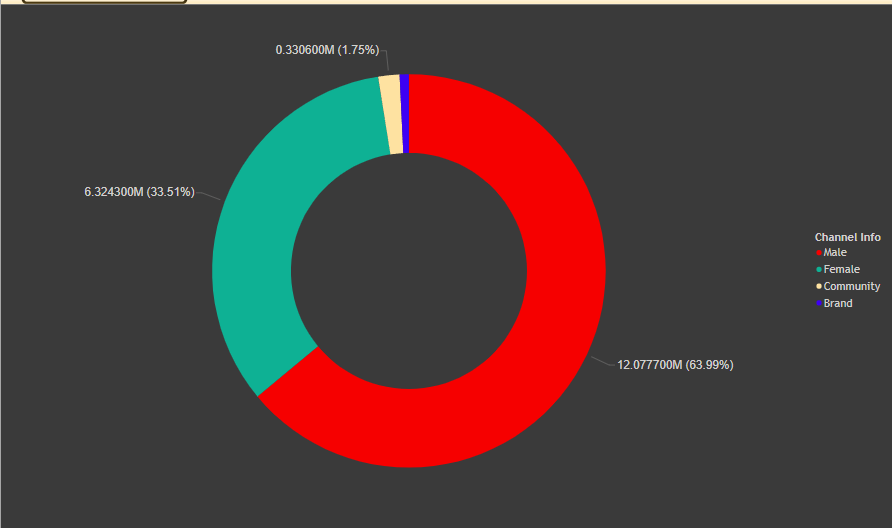 0.330600M (1.75%)
6.324300M (33.51%)
12.077700M (63.99%)
Channel Info
Male
Female
Community
Brand